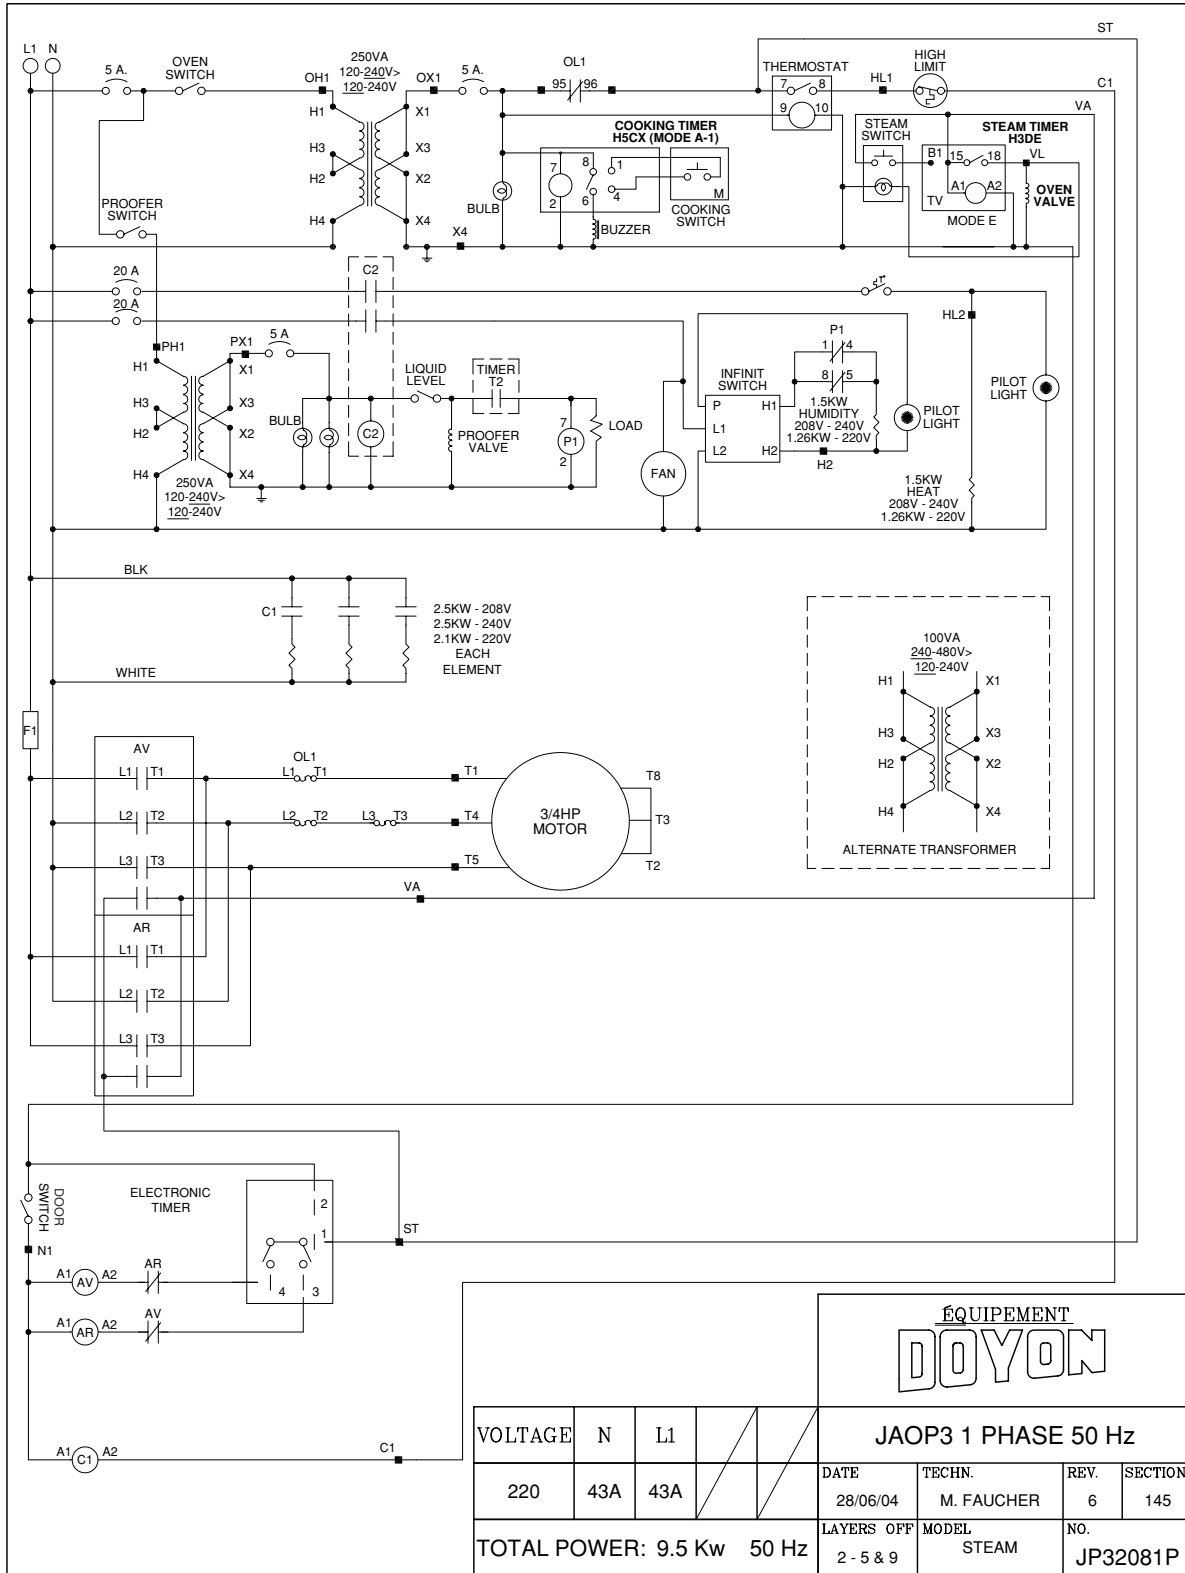 ST
L1 N
5 A.
OVEN
SWITCH
OH1
250VA
120-240V>
120-240V
OX1
5 A.
OL1
95 96
THERMOSTAT
7 8
9 10
HL1
HIGH
LIMIT
C1
VA
H1
H3
H2
H4
X1
X3
X2
X4
BULB
X4
COOKING TIMER
H5CX (MODE A-1)
7
2
8
6
1
4
BUZZER
M
COOKING
SWITCH
STEAM
SWITCH
STEAM TIMER
H3DE
B1
15 18
A1 A2
TV
MODE E
VL
OVEN
VALVE
PROOFER
SWITCH
20 A
20 A
C2
HL2
PH1
PX1
5 A
H1
H3
H2
H4
X1
X3
X2
X4
250VA
120-240V>
120-240V
BULB
C2
LIQUID
LEVEL
TIMER
T2
PROOFER
VALVE
7
P1
2
LOAD
FAN
INFINIT
SWITCH
P
L1
L2
H1
H2
P1
1 4
8 5
1.5KW
HUMIDITY
208V - 240V
1.26KW - 220V
H2
PILOT
LIGHT
PILOT
LIGHT
1.5KW
HEAT
208V - 240V
1.26KW - 220V
BLK
C1
2.5KW - 208V
2.5KW - 240V
2.1KW - 220V
EACH
ELEMENT
WHITE
100VA
240-480V>
120-240V
H1
H3
H2
H4
X1
X3
X2
X4
ALTERNATE TRANSFORMER
F1
AV
L1 T1
L2 T2
L3 T3
OL1
L1 T1
L2 T2
L3 T3
T1
T4
T5
3/4HP
MOTOR
T8
T3
T2
VA
AR
L1 T1
L2 T2
L3 T3
DOOR
SWITCH
ELECTRONIC
TIMER
2
1
4 3
ST
N1
A1 AV A2
AR
A1 AR A2
AV
A1 C1 A2
C1
ÉQUIPEMENT
DOYON
VOLTAGE N L1
220 43A 43A
TOTAL POWER: 9.5 Kw 50 Hz
JAOP3 1 PHASE 50 Hz
DATE TECHN. REV. SECTION
28/06/04 M. FAUCHER 6 145
LAYERS OFF MODEL NO.
2 - 5 & 9 STEAM JP32081P